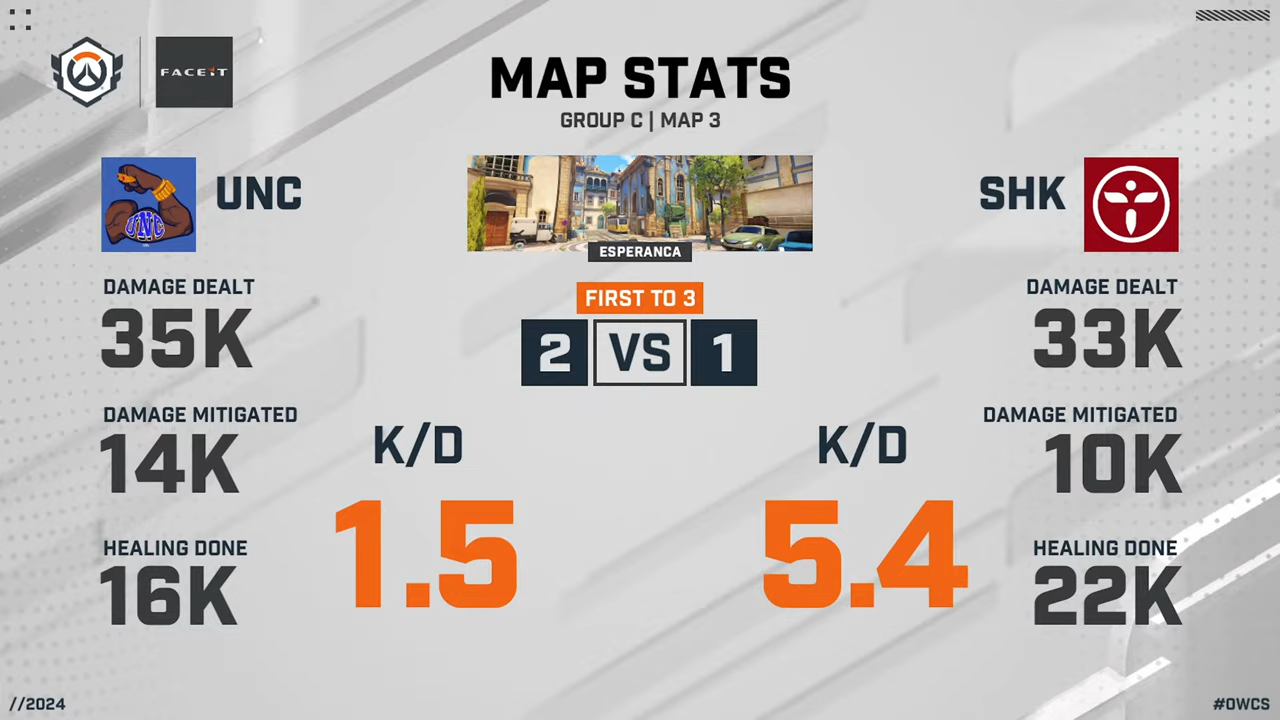 FACEIT
MAP STATS
GROUP C | MAP 3
UNC
UNC
SHK
ESPERANCA
FIRST TO 3
2 VS 1
DAMAGE DEALT
35K
DAMAGE MITIGATED
14K
HEALING DONE
16K
K/D
1.5
K/D
5.4
DAMAGE DEALT
33K
DAMAGE MITIGATED
10K
HEALING DONE
22K
//2024
#OWCS